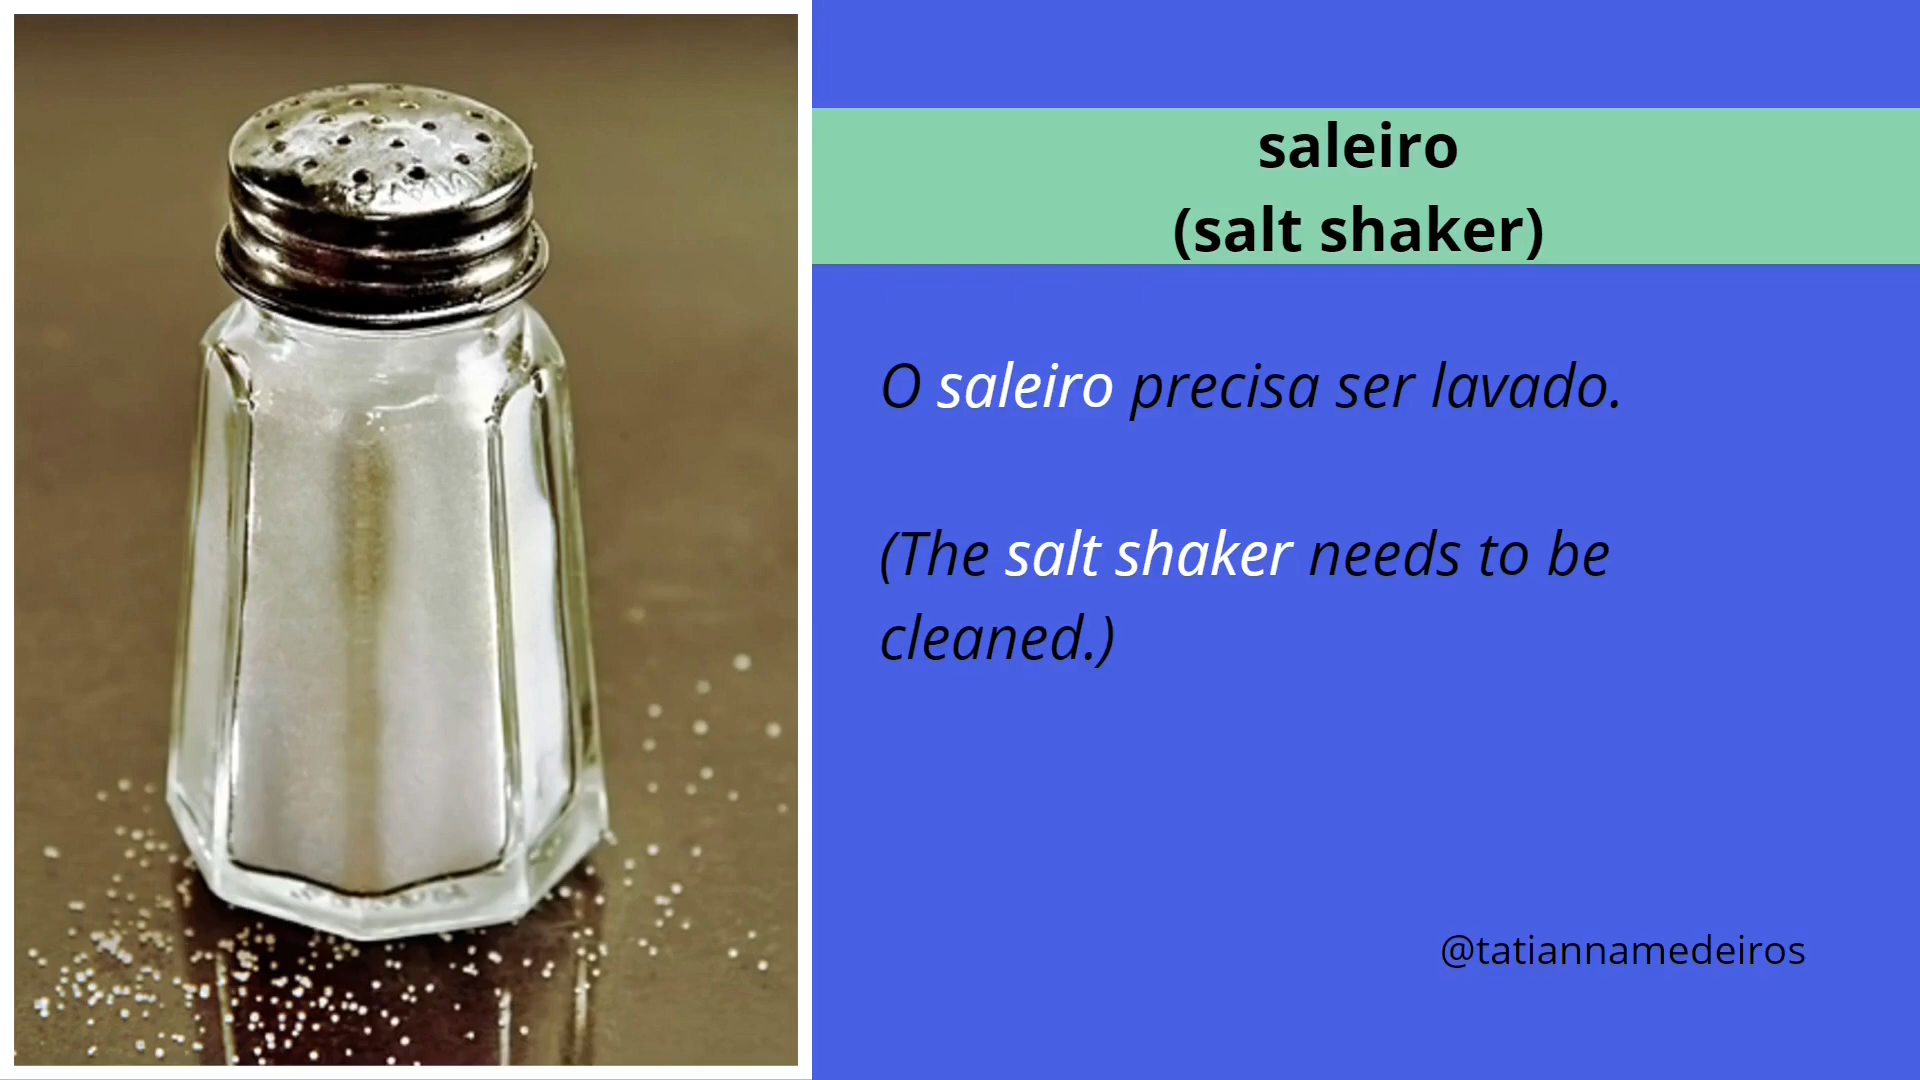 saleiro
(salt shaker)
O saleiro precisa ser lavado.
(The salt shaker needs to be
cleaned.)
@tatiannamedeiros